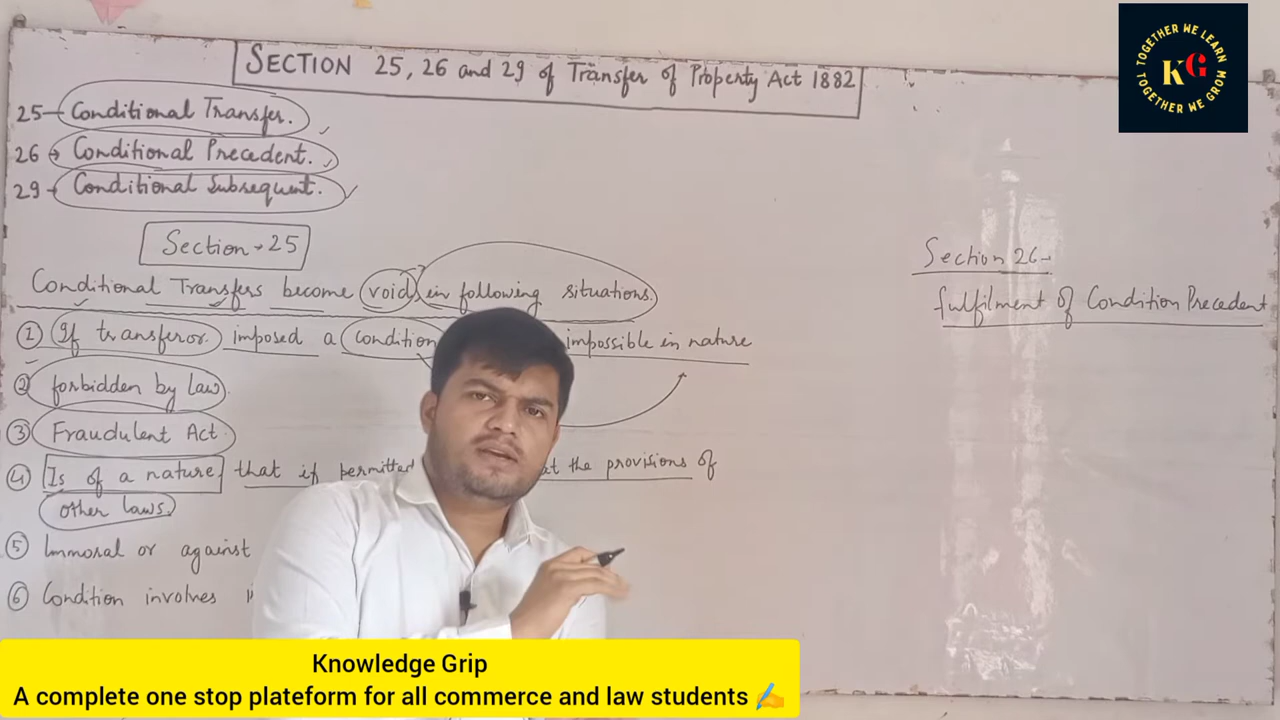 SECTION 25, 26 and 29 of Transfer of Property Act 1882
TOGETHER WE LEARN
KG
TOGETHER WE GROW
25- Conditional Transfer.
26 → Conditional Precedent.
29 → Conditional Subsequent.
Section → 25
Conditional Transfers become void in following situations.
① If transferor imposed a condition impossible in nature
② forbidden by law.
③ Fraudulent Act.
④ Is of a nature that if permitted at the provisions of
other laws.
⑤ Immoral or against
⑥ Condition involves
Section 26→
fulfilment of Condition Precedent
Knowledge Grip
A complete one stop plateform for all commerce and law students ✍️